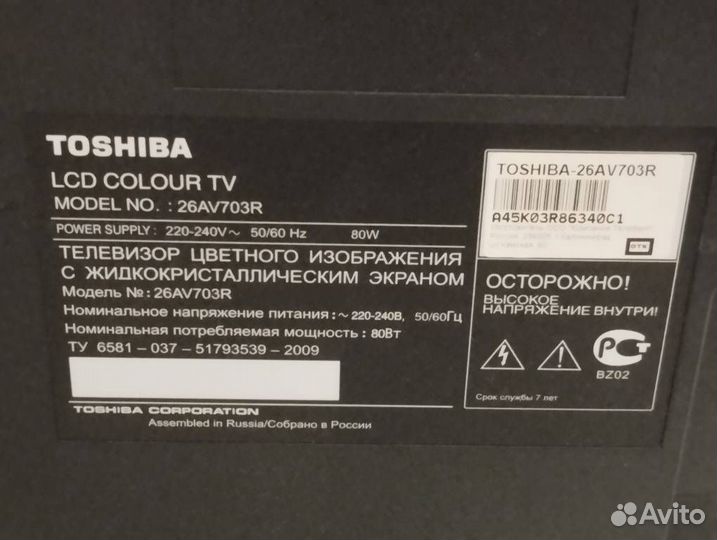 TOSHIBA
LCD COLOUR TV
MODEL NO. : 26AV703R
POWER SUPPLY : 220-240V~ 50/60 Hz 80W
ТЕЛЕВИЗОР ЦВЕТНОГО ИЗОБРАЖЕНИЯ
С ЖИДКОКРИСТАЛЛИЧЕСКИМ ЭКРАНОМ
Модель №: 26AV703R
Номинальное напряжение питания: ~ 220-240В, 50/60Гц
Номинальная потребляемая мощность : 80Вт
ТУ 6581 – 037 – 51793539 – 2009
TOSHIBA CORPORATION
Assembled in Russia/Собрано в России
TOSHIBA-26AV703R
A45K03R86340C1
ОТК
ОСТОРОЖНО!
ВЫСОКОЕ
НАПРЯЖЕНИЕ ВНУТРИ!
РСТ
BZ02
Срок службы 7 лет
Avito